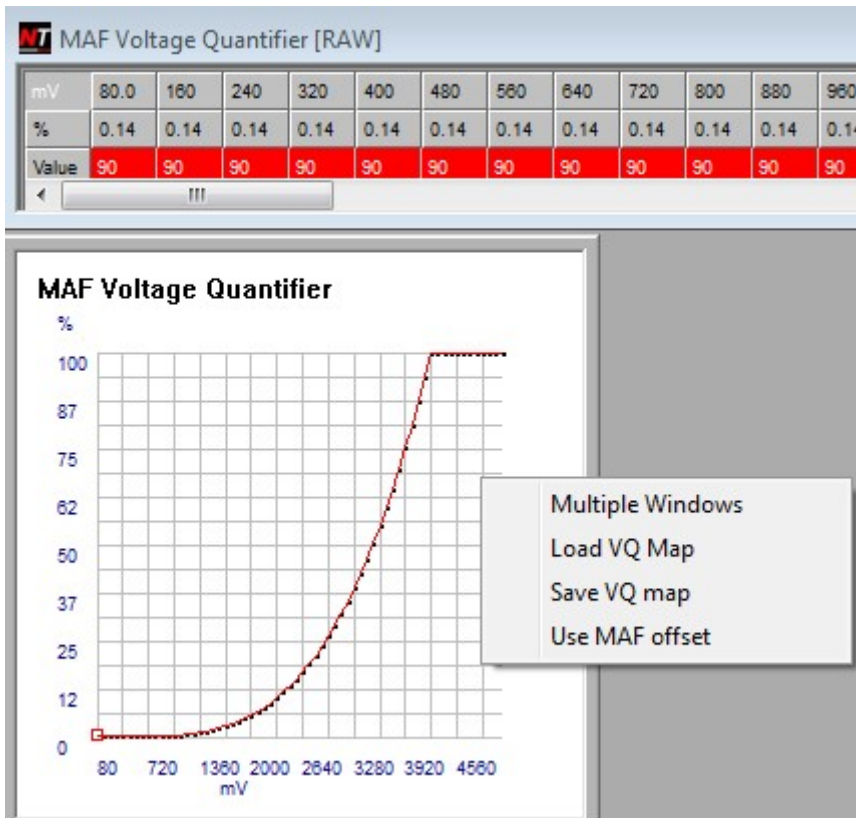 NT MAF Voltage Quantifier [RAW]
mV 80.0 160 240 320 400 480 560 640 720 800 880 960
% 0.14 0.14 0.14 0.14 0.14 0.14 0.14 0.14 0.14 0.14 0.14 0.14
Value 90 90 90 90 90 90 90 90 90 90 90 90
MAF Voltage Quantifier
%
100
87
75
62
50
37
25
12
0
80 720 1360 2000 2640 3280 3920 4560
mV
Multiple Windows
Load VQ Map
Save VQ map
Use MAF offset